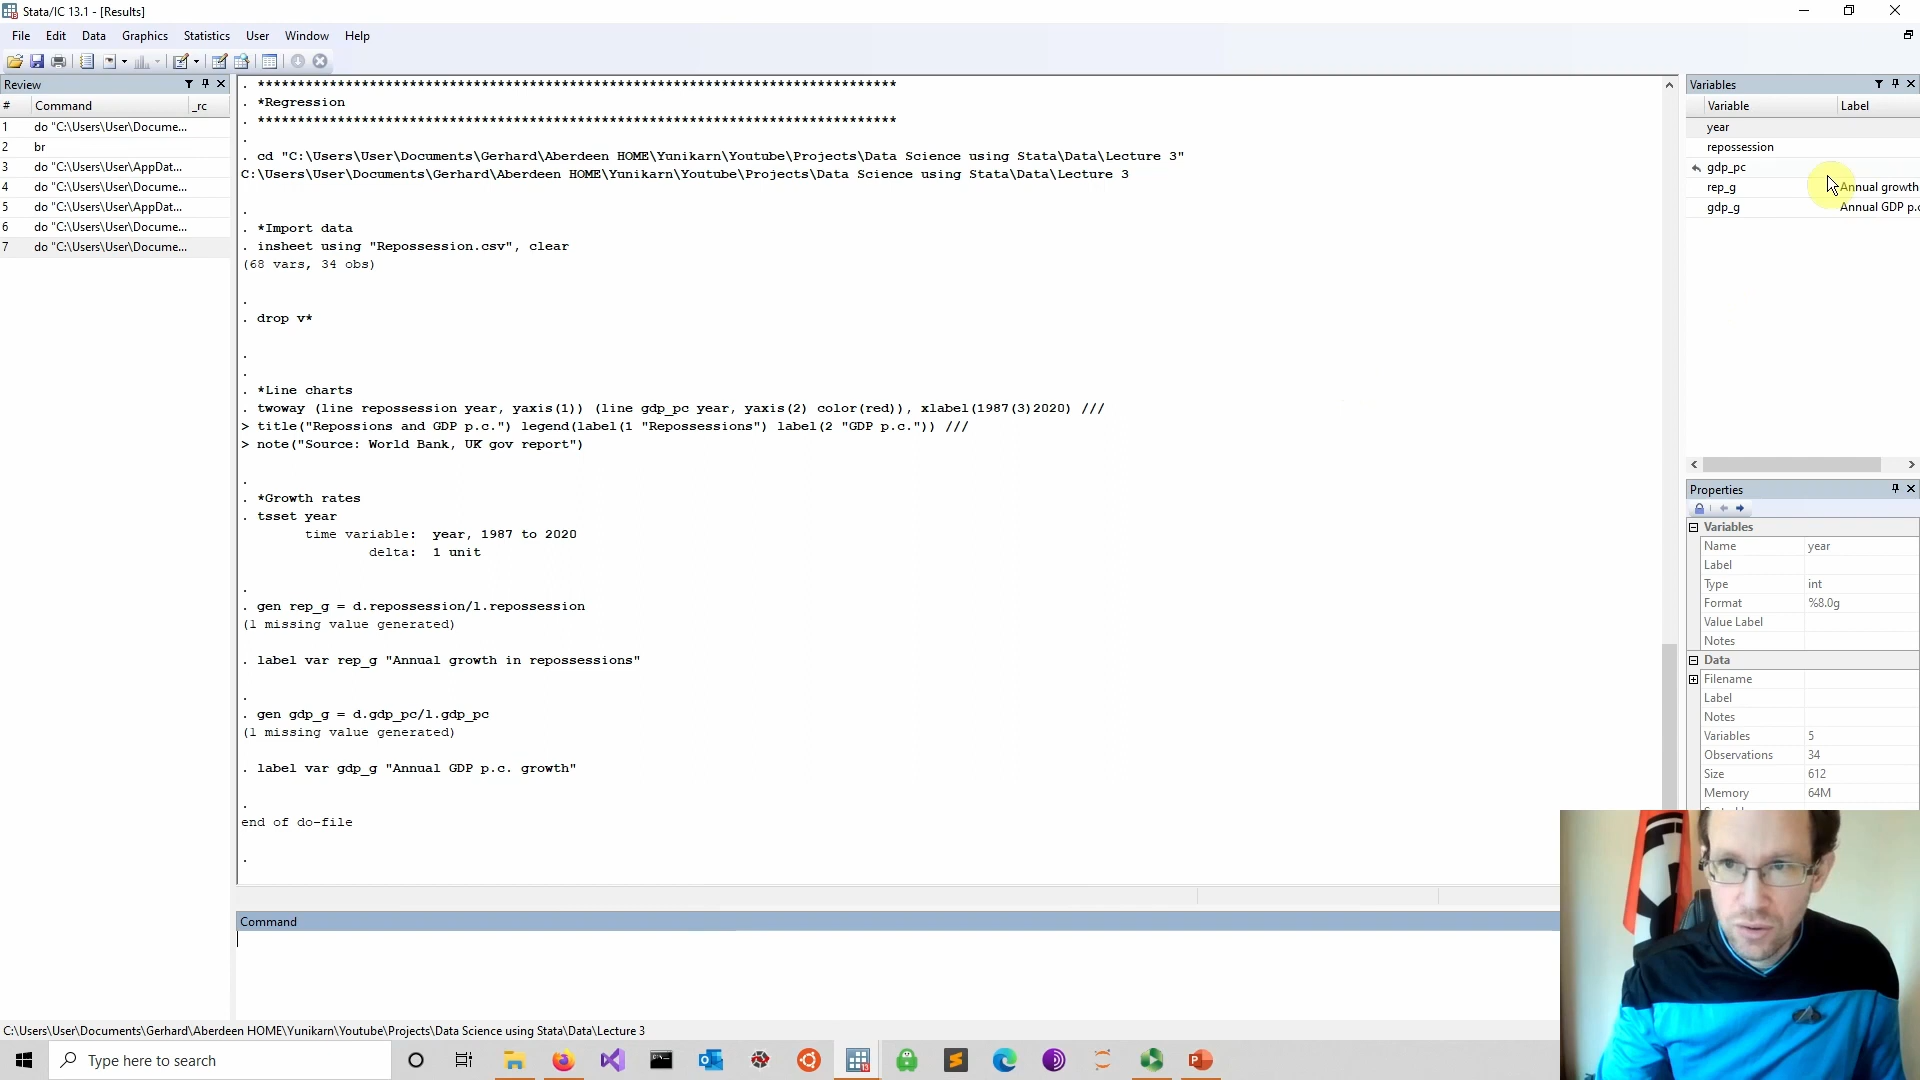 Stata/IC 13.1 - [Results]
File Edit Data Graphics Statistics User Window Help
Review
# Command _rc
1 do "C:\Users\User\Docume...
2 br
3 do "C:\Users\User\AppDat...
4 do "C:\Users\User\Docume...
5 do "C:\Users\User\AppDat...
6 do "C:\Users\User\Docume...
7 do "C:\Users\User\Docume...
. ********************************************************************************
. *Regression
. ********************************************************************************
.
. cd "C:\Users\User\Documents\Gerhard\Aberdeen HOME\Yunikarn\Youtube\Projects\Data Science using Stata\Data\Lecture 3"
C:\Users\User\Documents\Gerhard\Aberdeen HOME\Yunikarn\Youtube\Projects\Data Science using Stata\Data\Lecture 3
.
. *Import data
. insheet using "Repossession.csv", clear
(68 vars, 34 obs)
.
. drop v*
.
.
. *Line charts
. twoway (line repossession year, yaxis(1)) (line gdp_pc year, yaxis(2) color(red)), xlabel(1987(3)2020) ///
> title("Repossions and GDP p.c.") legend(label(1 "Repossessions") label(2 "GDP p.c.")) ///
> note("Source: World Bank, UK gov report")
.
. *Growth rates
. tsset year
time variable: year, 1987 to 2020
delta: 1 unit
.
. gen rep_g = d.repossession/l.repossession
(1 missing value generated)
. label var rep_g "Annual growth in repossessions"
.
. gen gdp_g = d.gdp_pc/l.gdp_pc
(1 missing value generated)
. label var gdp_g "Annual GDP p.c. growth"
.
end of do-file
.
Command
Variables
Variable Label
year
repossession
gdp_pc
rep_g Annual growth
gdp_g Annual GDP p.c
Properties
Variables
Name year
Label
Type int
Format %8.0g
Value Label
Notes
Data
Filename
Label
Notes
Variables 5
Observations 34
Size 612
Memory 64M
C:\Users\User\Documents\Gerhard\Aberdeen HOME\Yunikarn\Youtube\Projects\Data Science using Stata\Data\Lecture 3
Type here to search